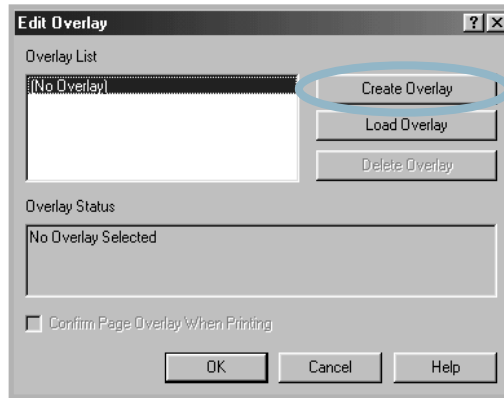 Edit Overlay
Overlay List
(No Overlay)
Create Overlay
Load Overlay
Delete Overlay
Overlay Status
No Overlay Selected
Confirm Page Overlay When Printing
OK Cancel Help